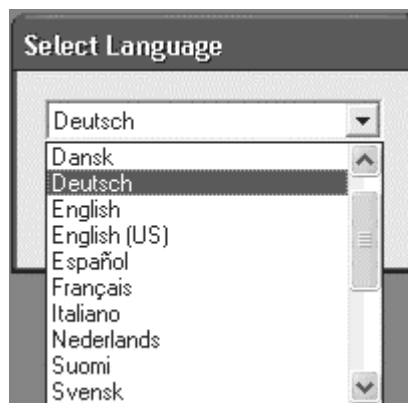 Select Language
Deutsch
Dansk
Deutsch
English
English (US)
Español
Français
Italiano
Nederlands
Suomi
Svensk